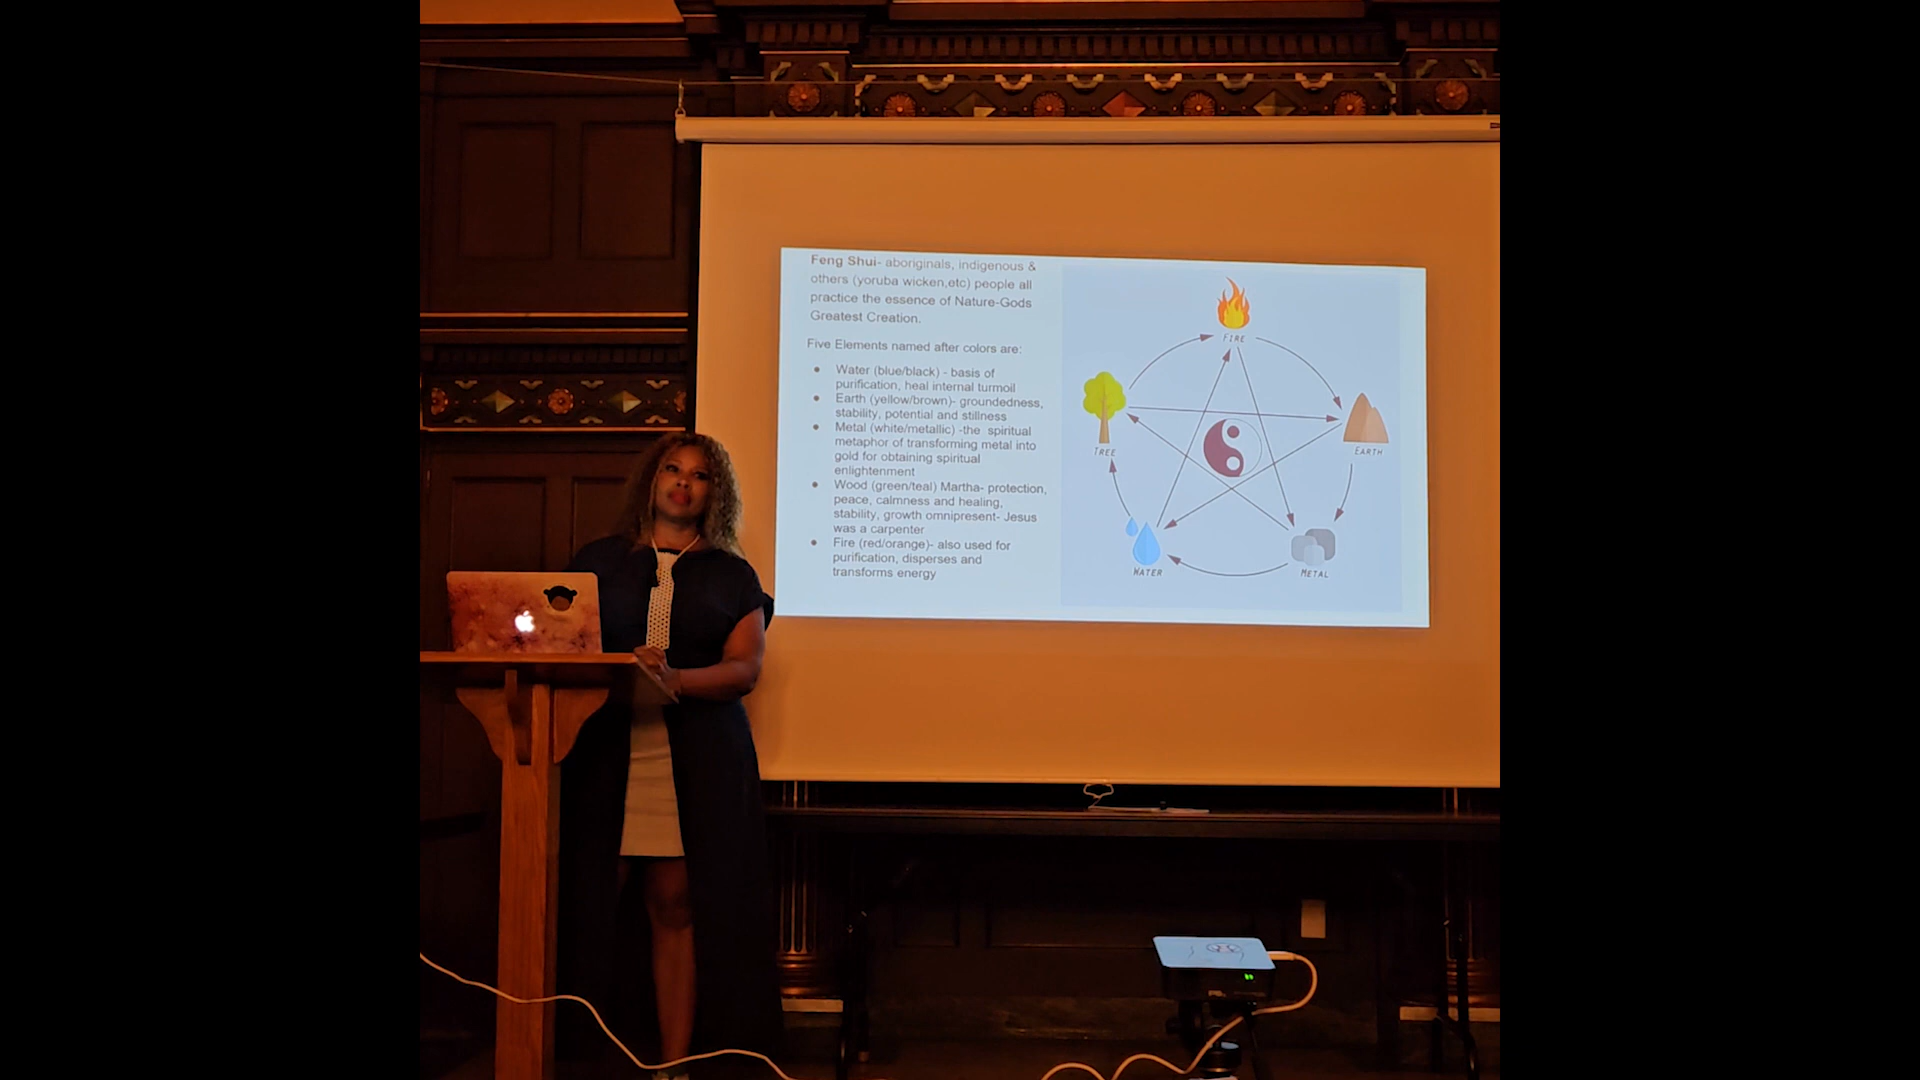 Feng Shui- aboriginals, indigenous &
others (yoruba wicken,etc) people all
practice the essence of Nature-Gods
Greatest Creation.
Five Elements named after colors are:
Water (blue/black) - basis of
purification, heal internal turmoil
Earth (yellow/brown)- groundedness,
stability, potential and stillness
Metal (white/metallic) -the spiritual
metaphor of transforming metal into
gold for obtaining spiritual
enlightenment
Wood (green/teal) Martha- protection,
peace, calmness and healing,
stability, growth omnipresent- Jesus
was a carpenter
Fire (red/orange)- also used for
purification, disperses and
transforms energy
FIRE
TREE
EARTH
WATER
METAL